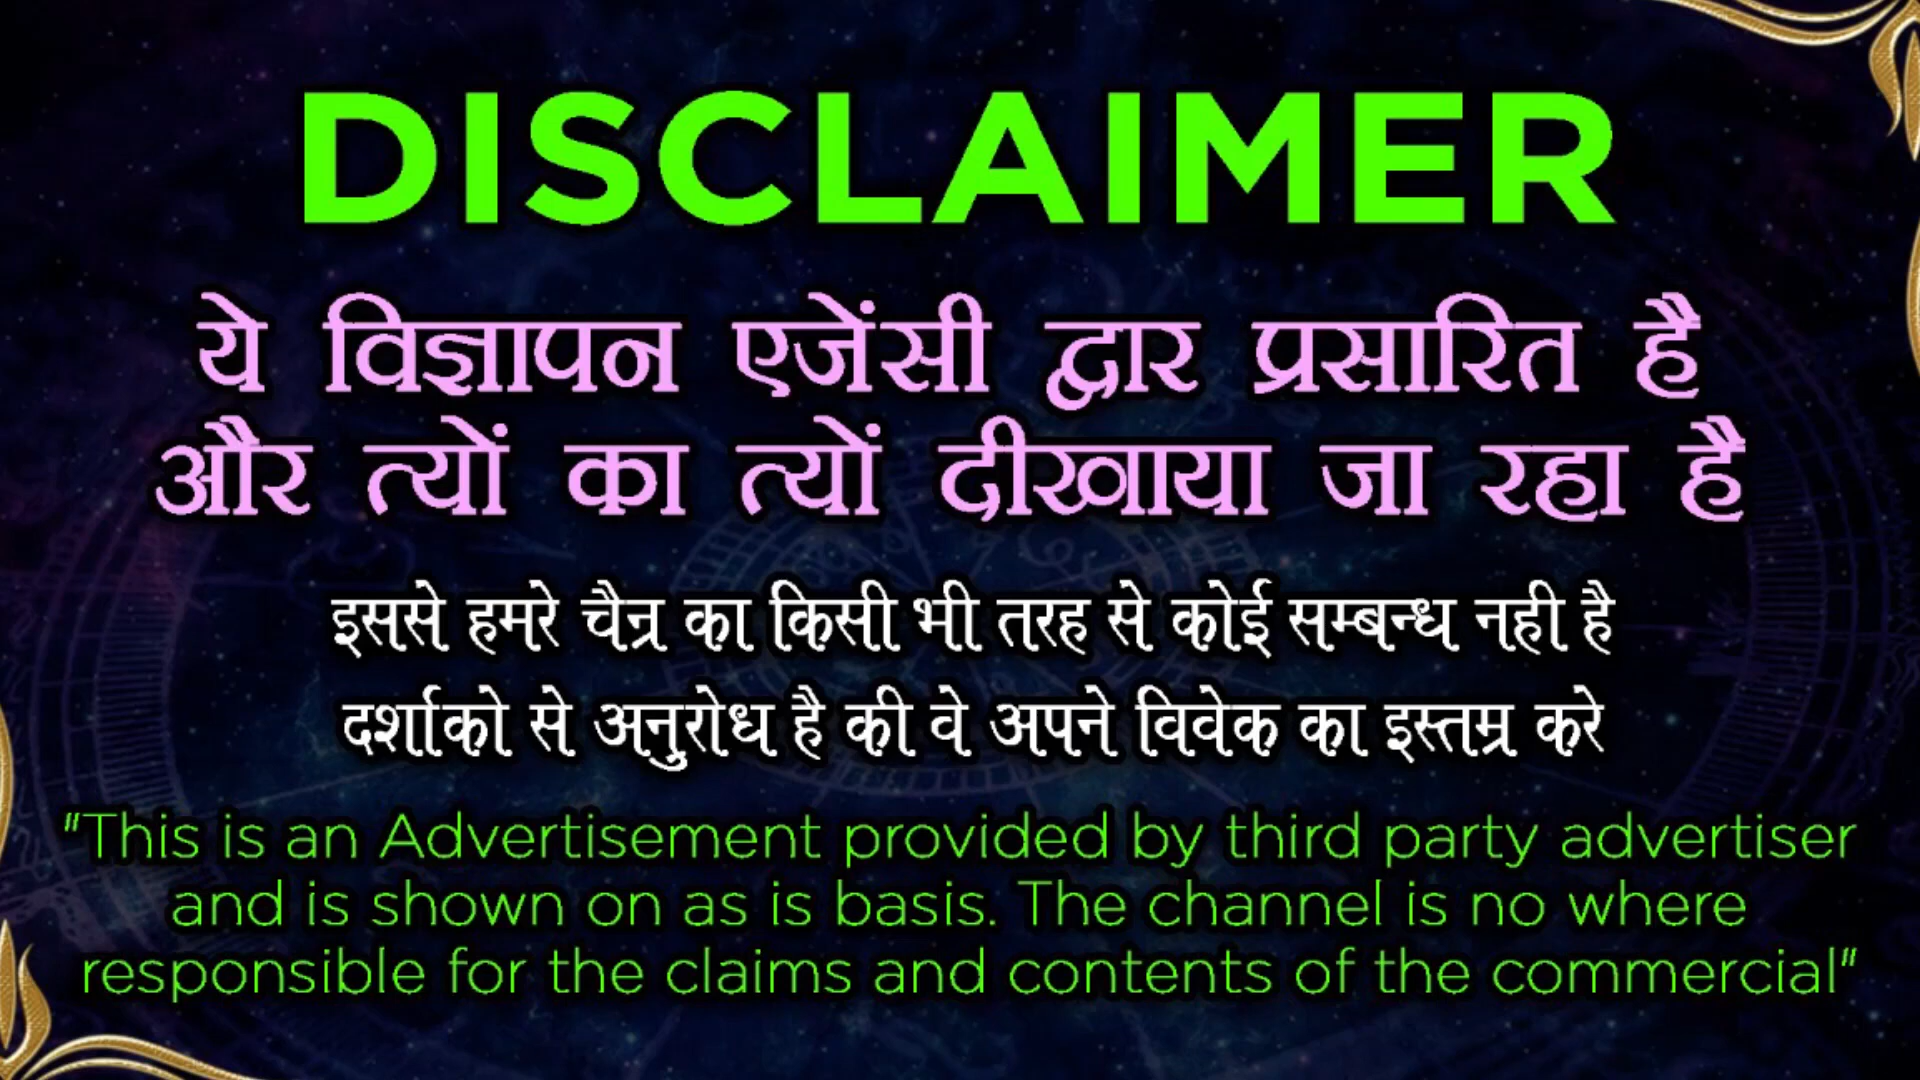 DISCLAIMER
ये विज्ञापन एजेंसी द्वार प्रसारित है
और त्यों का त्यों दीखाया जा रहा है
इससे हमरे चैन्र का किसी भी तरह से कोई सम्बन्ध नही है
दर्शाको से अनुरोध है की वे अपने विवेक का इस्तम्र करे
"This is an Advertisement provided by third party advertiser
and is shown on as is basis. The channel is no where
responsible for the claims and contents of the commercial"